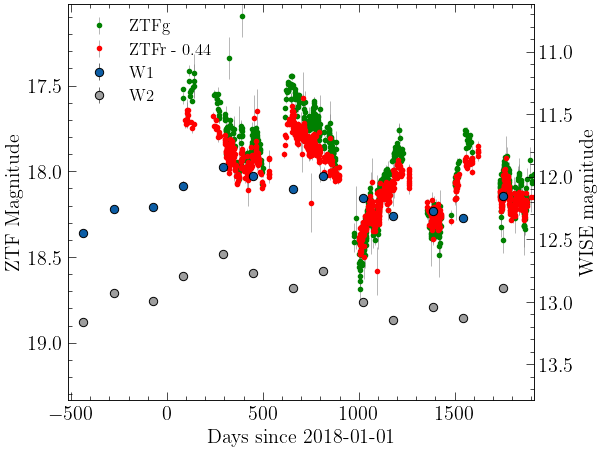 ZTFg
ZTFr - 0.44
W1
W2
17.5
18.0
18.5
19.0
ZTF Magnitude
11.0
11.5
12.0
12.5
13.0
13.5
WISE magnitude
−500 0 500 1000 1500
Days since 2018-01-01